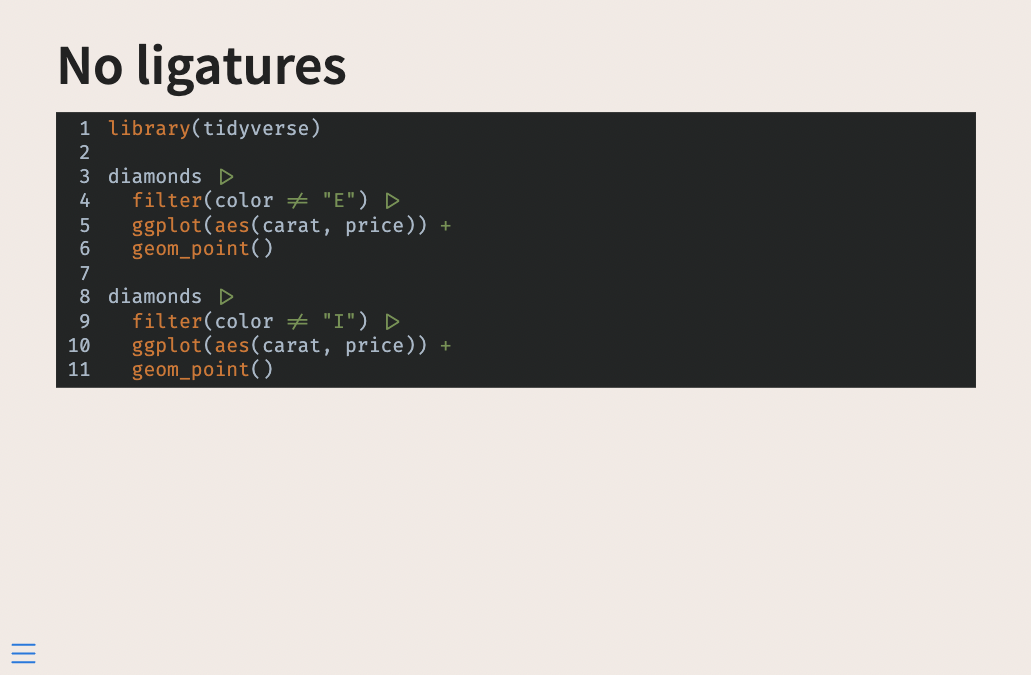 No ligatures
1 library(tidyverse)
2
3 diamonds |>
4   filter(color != "E") |>
5   ggplot(aes(carat, price)) +
6   geom_point()
7
8 diamonds |>
9   filter(color != "I") |>
10   ggplot(aes(carat, price)) +
11   geom_point()